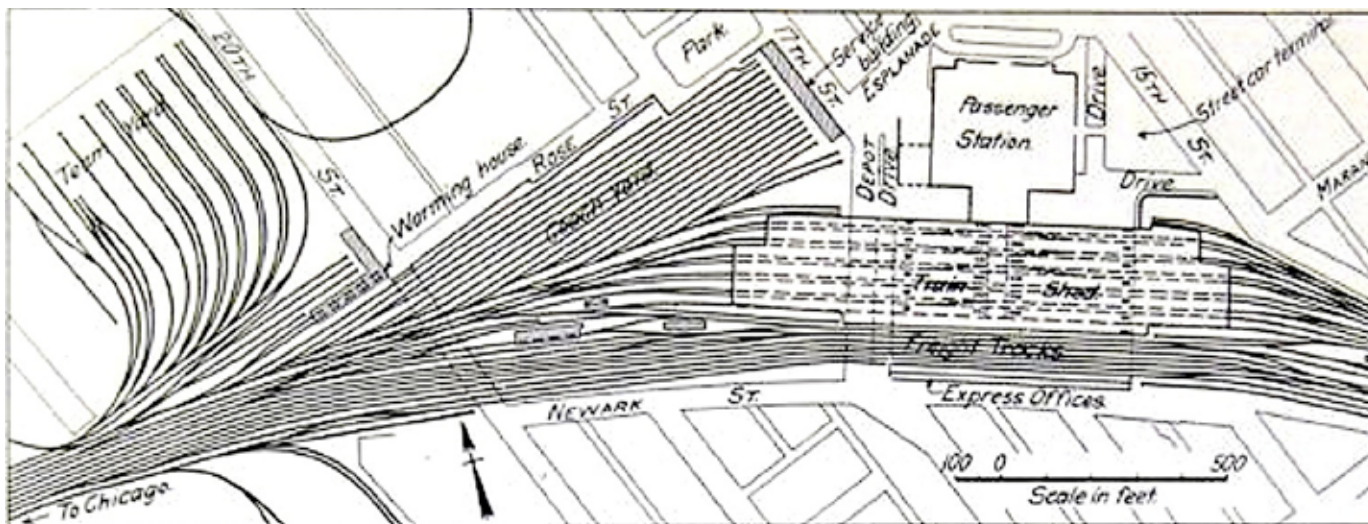 20TH
ST.
Team Yard
Warming house.
ROSE ST.
Coach Yard
Park.
17TH
ST.
Service
building
ESPLANADE
DEPOT
DRIVE
Passenger
Station.
Drive
Drive
15TH
ST.
Street car termina
MARAN
Train Shed.
Freight Tracks.
Express Offices.
NEWARK ST.
To Chicago.
100 0 500
Scale in feet.